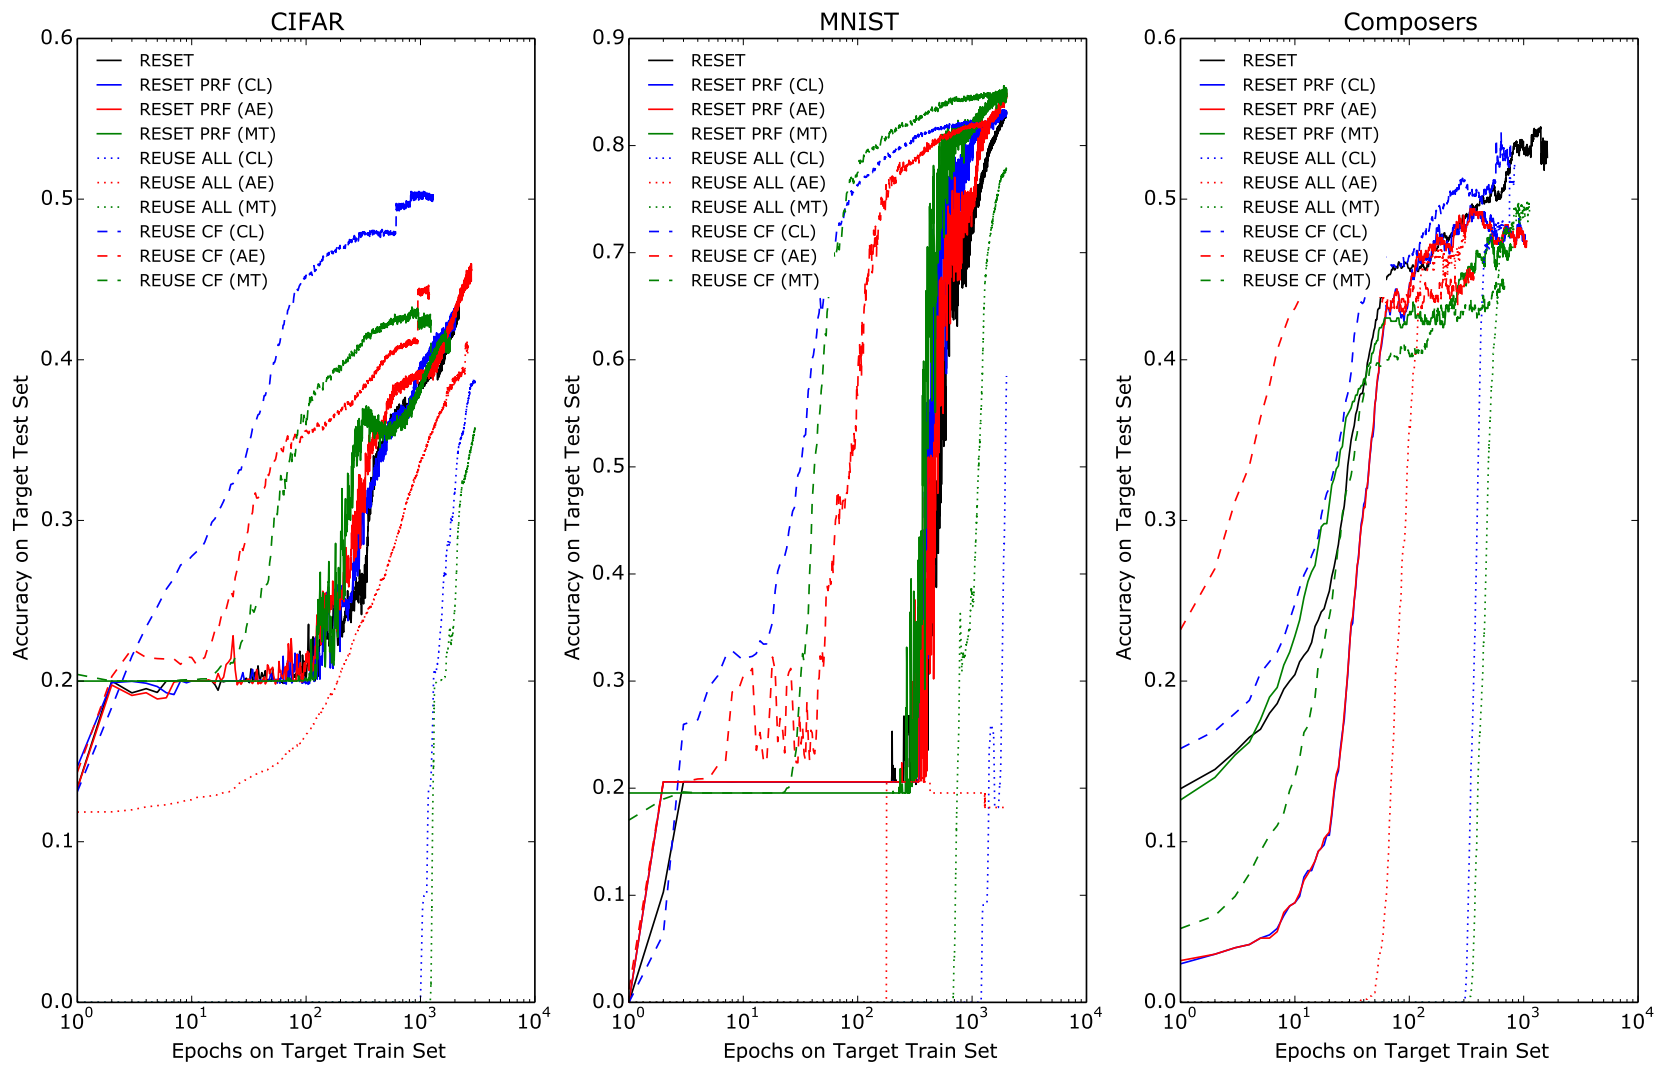 CIFAR
0.6
0.5
0.4
0.3
0.2
0.1
0.0
10^0
10^1
10^2
10^3
10^4
Accuracy on Target Test Set
Epochs on Target Train Set
RESET
RESET PRF (CL)
RESET PRF (AE)
RESET PRF (MT)
REUSE ALL (CL)
REUSE ALL (AE)
REUSE ALL (MT)
REUSE CF (CL)
REUSE CF (AE)
REUSE CF (MT)
MNIST
0.9
0.8
0.7
0.6
0.5
0.4
0.3
0.2
0.1
0.0
10^0
10^1
10^2
10^3
10^4
Accuracy on Target Test Set
Epochs on Target Train Set
RESET
RESET PRF (CL)
RESET PRF (AE)
RESET PRF (MT)
REUSE ALL (CL)
REUSE ALL (AE)
REUSE ALL (MT)
REUSE CF (CL)
REUSE CF (AE)
REUSE CF (MT)
Composers
0.6
0.5
0.4
0.3
0.2
0.1
0.0
10^0
10^1
10^2
10^3
10^4
Accuracy on Target Test Set
Epochs on Target Train Set
RESET
RESET PRF (CL)
RESET PRF (AE)
RESET PRF (MT)
REUSE ALL (CL)
REUSE ALL (AE)
REUSE ALL (MT)
REUSE CF (CL)
REUSE CF (AE)
REUSE CF (MT)